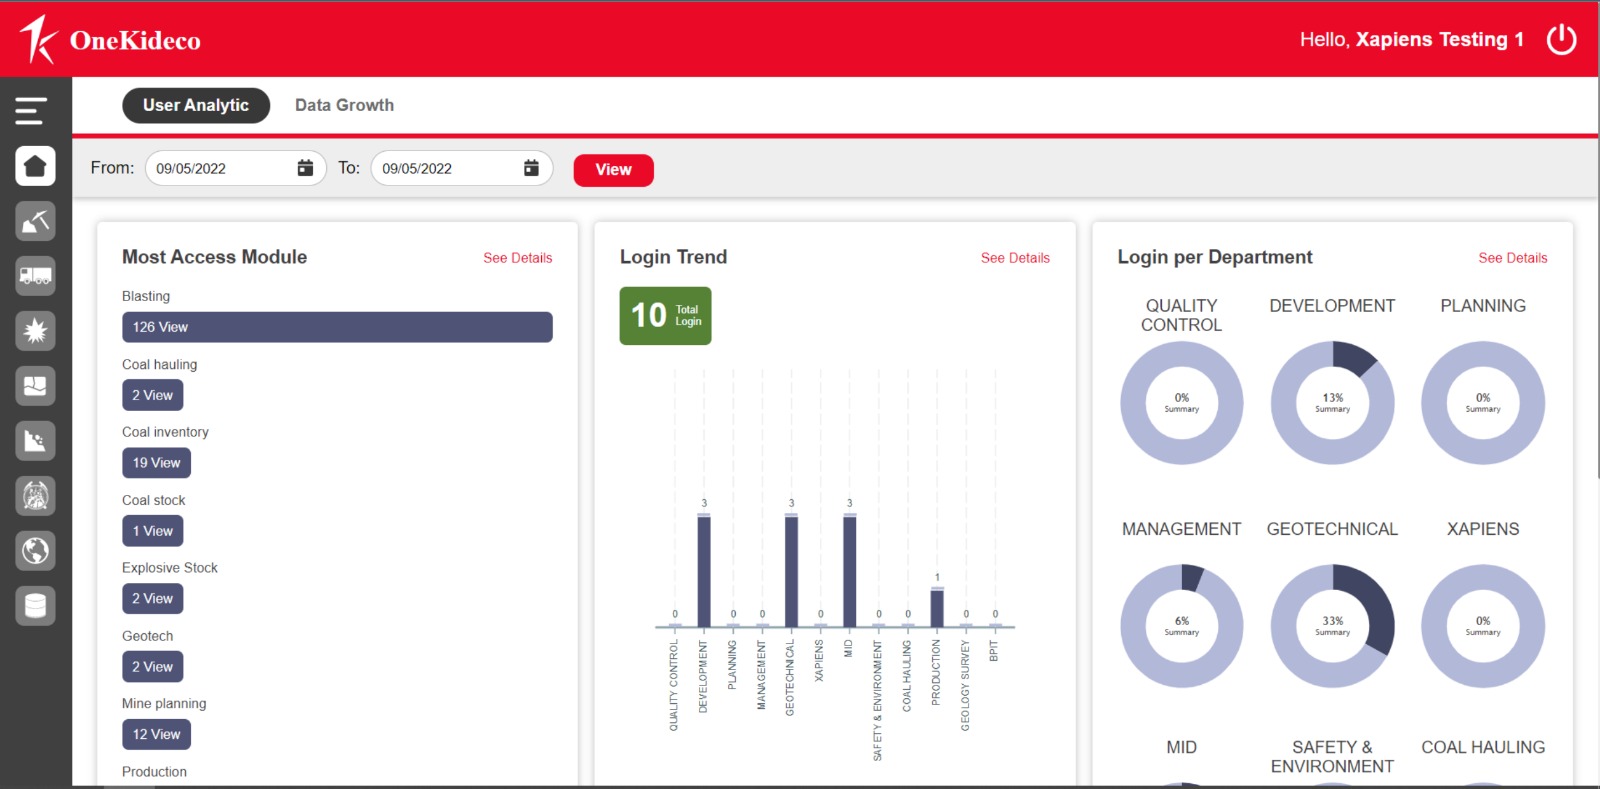 OneKideco
Hello, Xapiens Testing 1
User Analytic
Data Growth
From:
09/05/2022
To:
09/05/2022
View
Most Access Module
See Details
Blasting
126 View
Coal hauling
2 View
Coal inventory
19 View
Coal stock
1 View
Explosive Stock
2 View
Geotech
2 View
Mine planning
12 View
Production
Login Trend
See Details
10
Total
Login
0
3
0
0
3
0
3
0
0
1
0
0
QUALITY CONTROL
DEVELOPMENT
PLANNING
MANAGEMENT
GEOTECHNICAL
XAPIENS
MID
SAFETY & ENVIRONMENT
COAL HAULING
PRODUCTION
GEOLOGY SURVEY
BPIT
Login per Department
See Details
QUALITY
CONTROL
0%
Summary
DEVELOPMENT
13%
Summary
PLANNING
0%
Summary
MANAGEMENT
6%
Summary
GEOTECHNICAL
33%
Summary
XAPIENS
0%
Summary
MID
SAFETY &
ENVIRONMENT
COAL HAULING